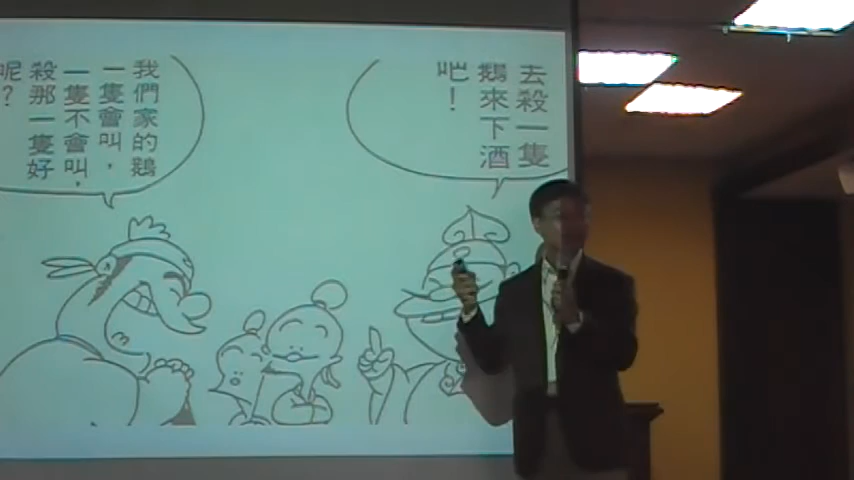 去殺一隻
鵝來下酒
吧！
我們家的鵝
一隻會叫，
一隻不會叫，
殺那一隻好
呢？